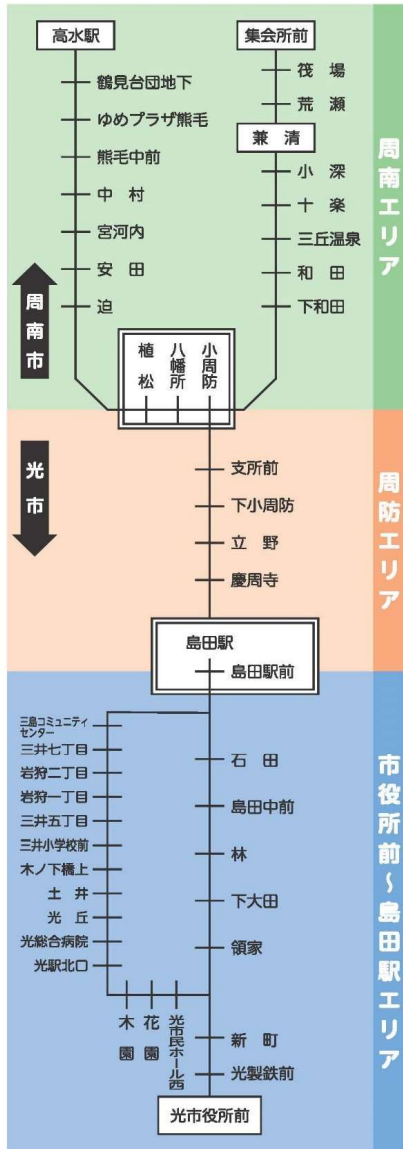 高水駅
鶴見台団地下
ゆめプラザ熊毛
熊毛中前
中村
宮河内
安田
迫
集会所前
筏場
荒瀬
兼清
小深
十楽
三丘温泉
和田
下和田
周南エリア
周南市
植松
八幡所
小周防
光市
支所前
下小周防
立野
慶周寺
周防エリア
島田駅
島田駅前
三島コミュニティ
センター
三井七丁目
岩狩二丁目
岩狩一丁目
三井五丁目
三井小学校前
木ノ下橋上
土井
光丘
光総合病院
光駅北口
木園
花園
光市民ホール西
石田
島田中前
林
下大田
領家
新町
光製鉄前
光市役所前
市役所前~島田駅エリア